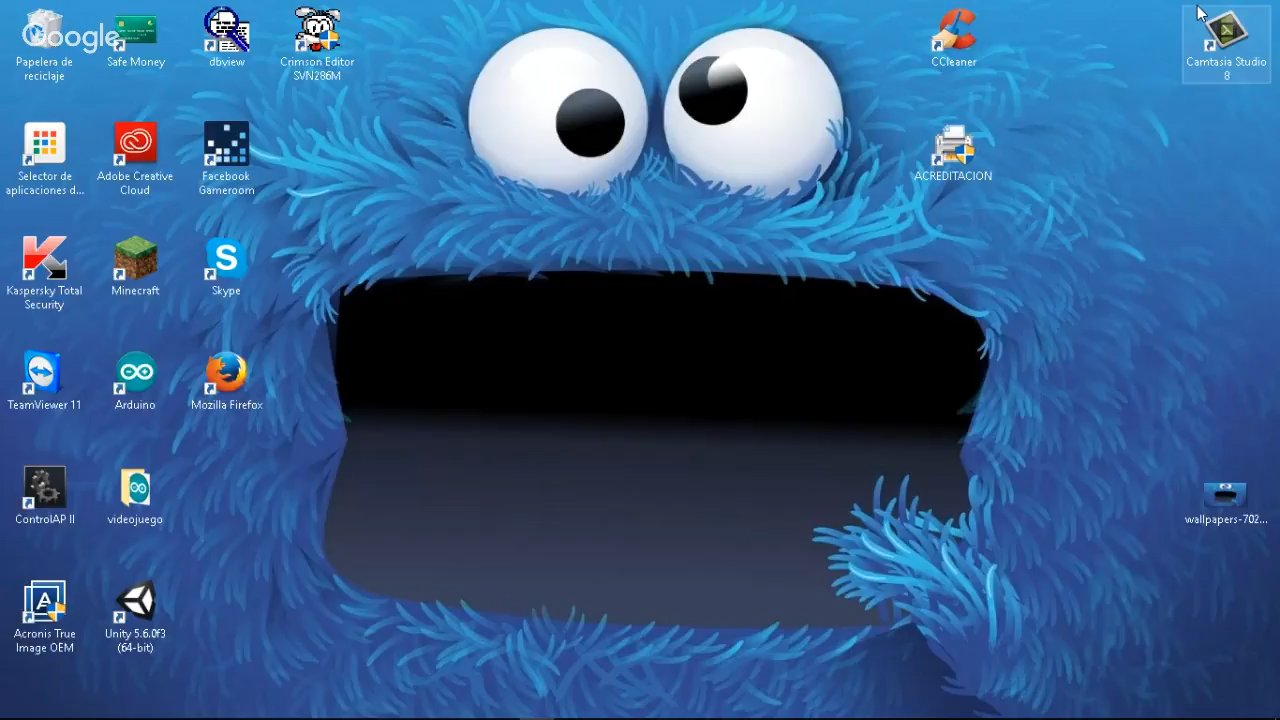 Google
Papelera de
reciclaje
Safe Money
dbview
Crimson Editor
SVN286M
CCleaner
Camtasia Studio
8
Selector de
aplicaciones d...
Adobe Creative
Cloud
Facebook
Gameroom
ACREDITACION
Kaspersky Total
Security
Minecraft
Skype
TeamViewer 11
Arduino
Mozilla Firefox
ControlAP II
videojuego
wallpapers-702...
Acronis True
Image OEM
Unity 5.6.0f3
(64-bit)